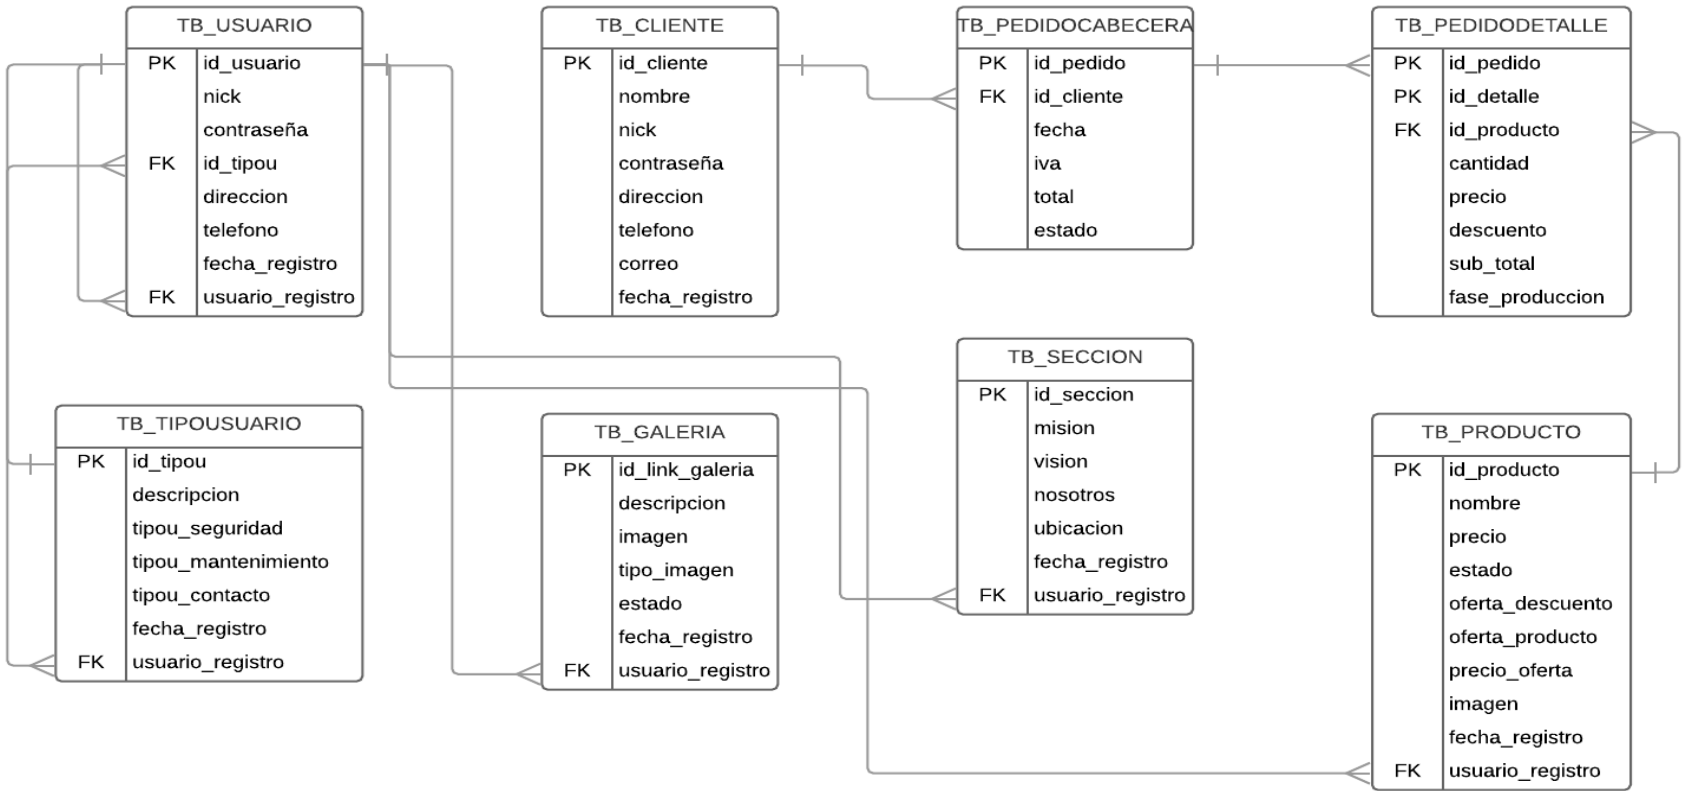 TB_USUARIO
PK id_usuario
nick
contraseña
FK id_tipou
direccion
telefono
fecha_registro
FK usuario_registro
TB_CLIENTE
PK id_cliente
nombre
nick
contraseña
direccion
telefono
correo
fecha_registro
TB_PEDIDOCABECERA
PK id_pedido
FK id_cliente
fecha
iva
total
estado
TB_PEDIDODETALLE
PK id_pedido
PK id_detalle
FK id_producto
cantidad
precio
descuento
sub_total
fase_produccion
TB_TIPOUSUARIO
PK id_tipou
descripcion
tipou_seguridad
tipou_mantenimiento
tipou_contacto
fecha_registro
FK usuario_registro
TB_GALERIA
PK id_link_galeria
descripcion
imagen
tipo_imagen
estado
fecha_registro
FK usuario_registro
TB_SECCION
PK id_seccion
mision
vision
nosotros
ubicacion
fecha_registro
FK usuario_registro
TB_PRODUCTO
PK id_producto
nombre
precio
estado
oferta_descuento
oferta_producto
precio_oferta
imagen
fecha_registro
FK usuario_registro